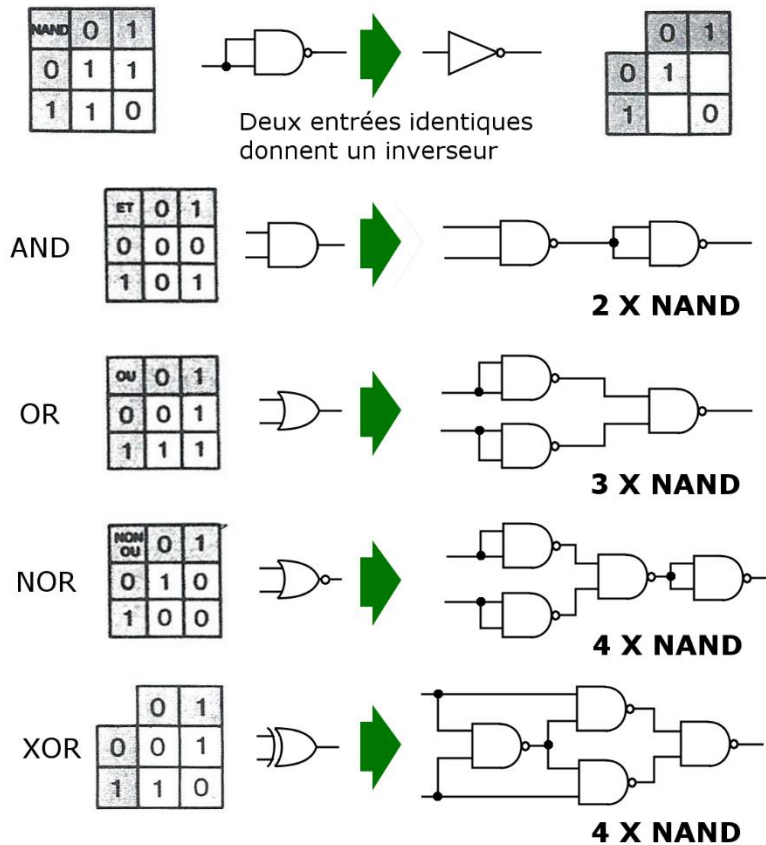 NAND 0 1
0 1 1
1 1 0
0 1
0 1
1 0
Deux entrées identiques
donnent un inverseur
AND
ET 0 1
0 0 0
1 0 1
2 X NAND
OR
OU 0 1
0 0 1
1 1 1
3 X NAND
NOR
NON
OU 0 1
0 1 0
1 0 0
4 X NAND
XOR
0 1
0 0 1
1 1 0
4 X NAND